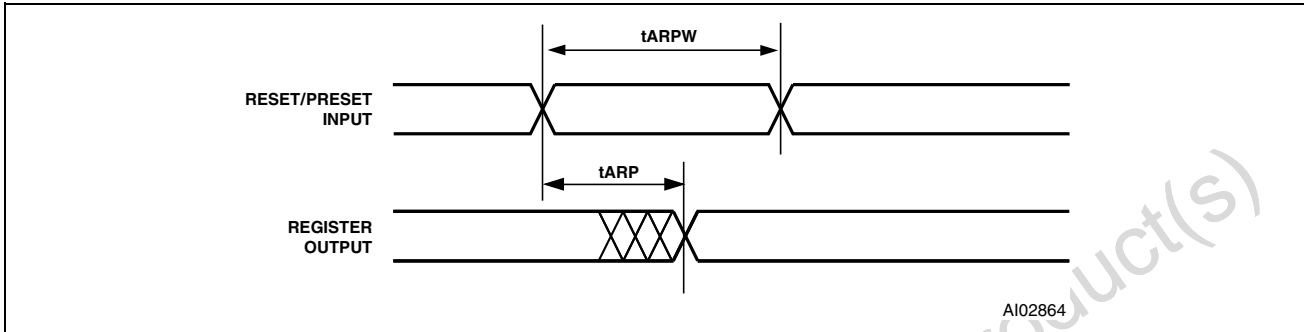 tARPW
RESET/PRESET
INPUT
tARP
REGISTER
OUTPUT
AI02864